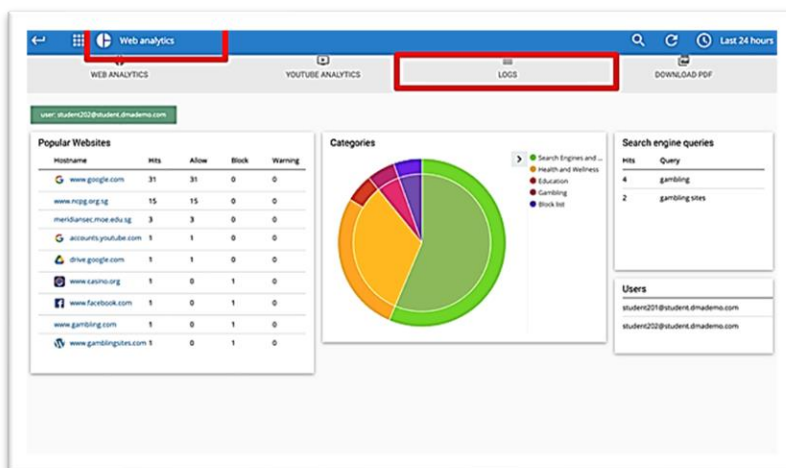 Web analytics
Last 24 hours
WEB ANALYTICS
YOUTUBE ANALYTICS
LOGS
DOWNLOAD PDF
user: student202@student.dmademo.com
Popular Websites
Hostname Hits Allow Block Warning
www.google.com 31 31 0 0
www.ncpg.org.sg 15 15 0 0
meridiansec.moe.edu.sg 3 3 0 0
accounts.youtube.com 1 1 0 0
drive.google.com 1 1 0 0
www.casino.org 1 0 1 0
www.facebook.com 1 0 1 0
www.gambling.com 1 0 1 0
www.gamblingsites.com 1 0 1 0
Categories
Search Engines and ...
Health and Wellness
Education
Gambling
Block list
Search engine queries
Hits Query
4 gambling
2 gambling sites
Users
student201@student.dmademo.com
student202@student.dmademo.com